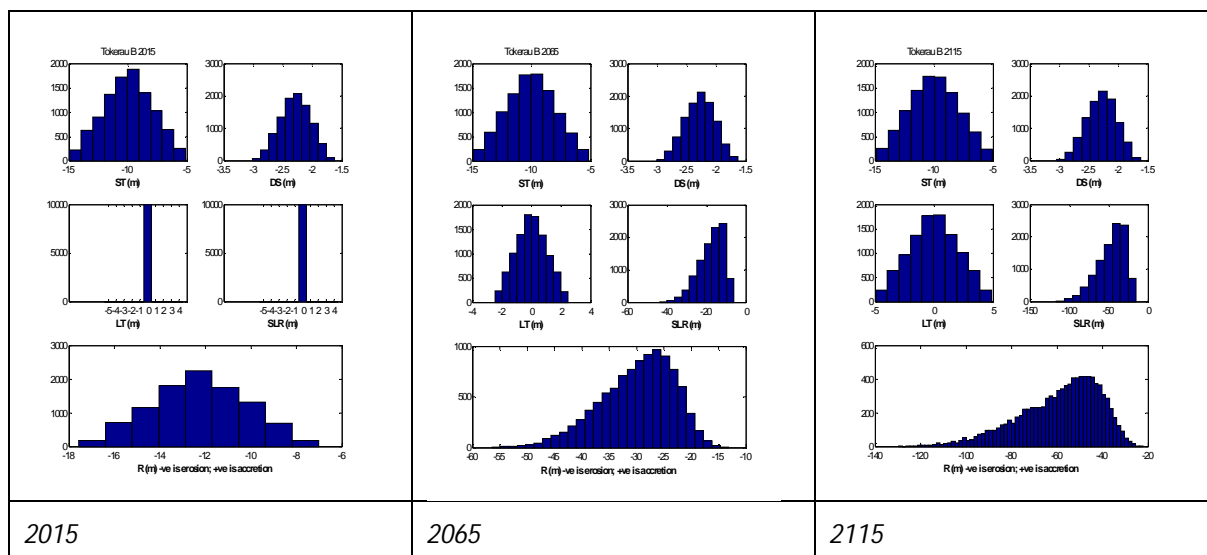 Tokerau B 2015
2000
1500
1000
500
0
-15 -10 -5
ST (m)
3000
2000
1000
0
-3.5 -3 -2.5 -2 -1.5
DS (m)
10000
5000
0
-5-4-3-2-1 0 1 2 3 4
LT (m)
10000
5000
0
-5-4-3-2-1 0 1 2 3 4
SLR (m)
3000
2000
1000
0
-18 -16 -14 -12 -10 -8 -6
R (m) -ve is erosion; +ve is accretion
2015
Tokerau B 2065
2000
1500
1000
500
0
-15 -10 -5
ST (m)
3000
2000
1000
0
-3.5 -3 -2.5 -2 -1.5
DS (m)
2000
1500
1000
500
0
-4 -2 0 2 4
LT (m)
3000
2000
1000
0
-60 -40 -20 0
SLR (m)
1000
500
0
-60 -55 -50 -45 -40 -35 -30 -25 -20 -15 -10
R (m) -ve is erosion; +ve is accretion
2065
Tokerau B 2115
2000
1500
1000
500
0
-15 -10 -5
ST (m)
3000
2000
1000
0
-3.5 -3 -2.5 -2 -1.5
DS (m)
2000
1500
1000
500
0
-5 0 5
LT (m)
3000
2000
1000
0
-150 -100 -50 0
SLR (m)
600
400
200
0
-140 -120 -100 -80 -60 -40 -20
R (m) -ve is erosion; +ve is accretion
2115